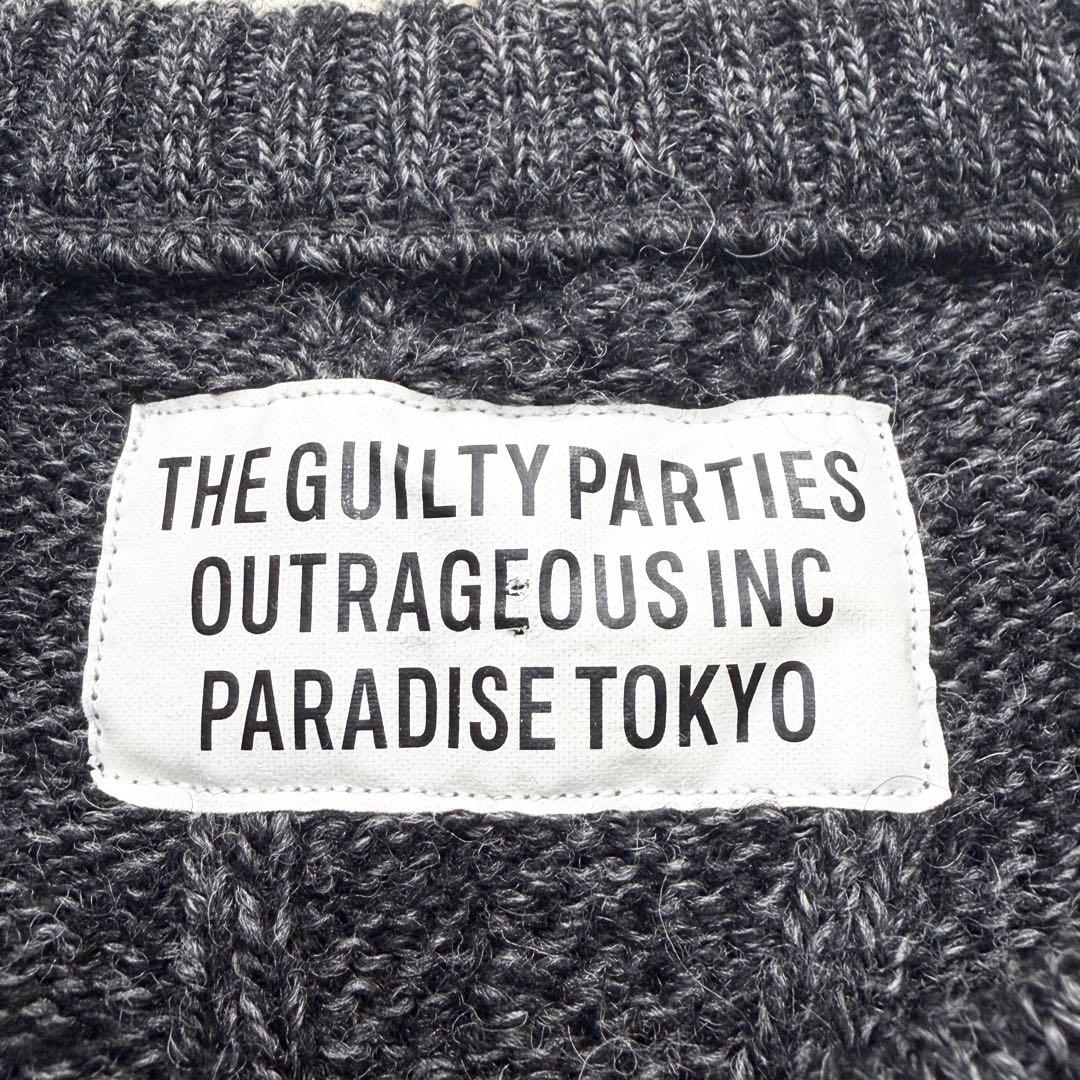 THE GUILTY PARTIES
OUTRAGEOUS INC
PARADISE TOKYO